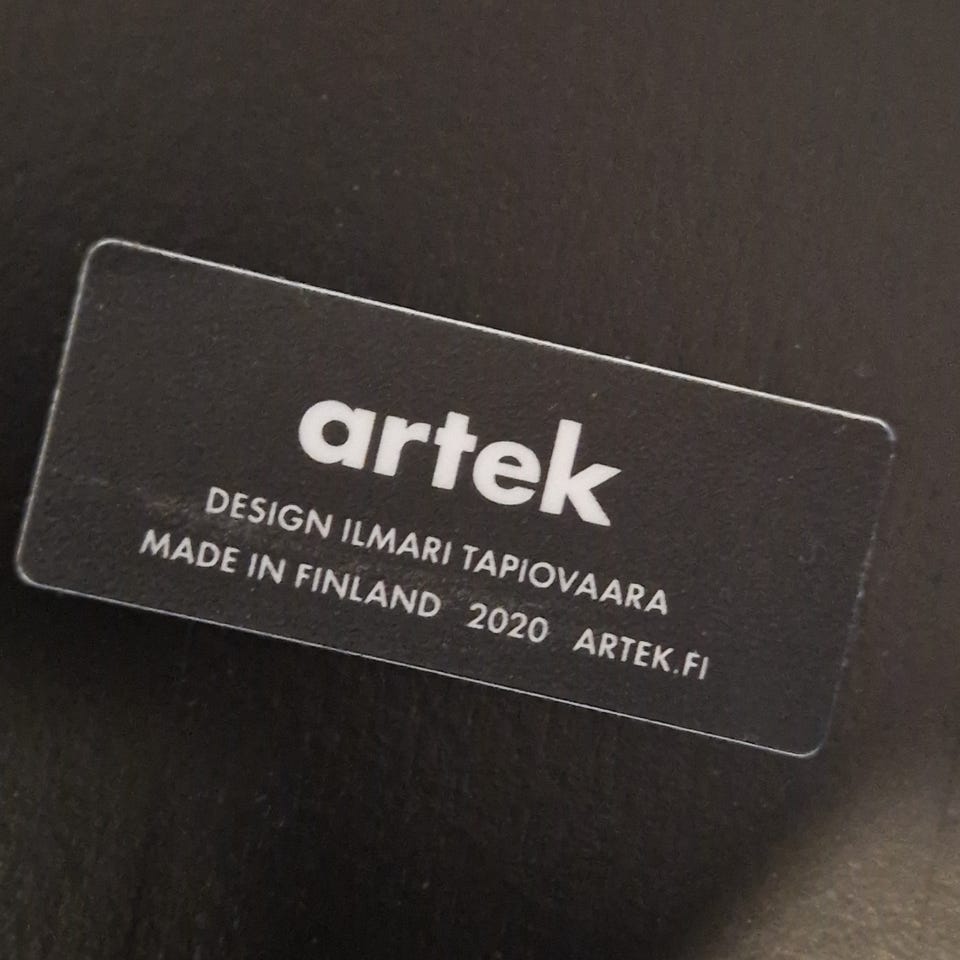 artek
DESIGN ILMARI TAPIOVAARA
MADE IN FINLAND 2020 ARTEK.FI